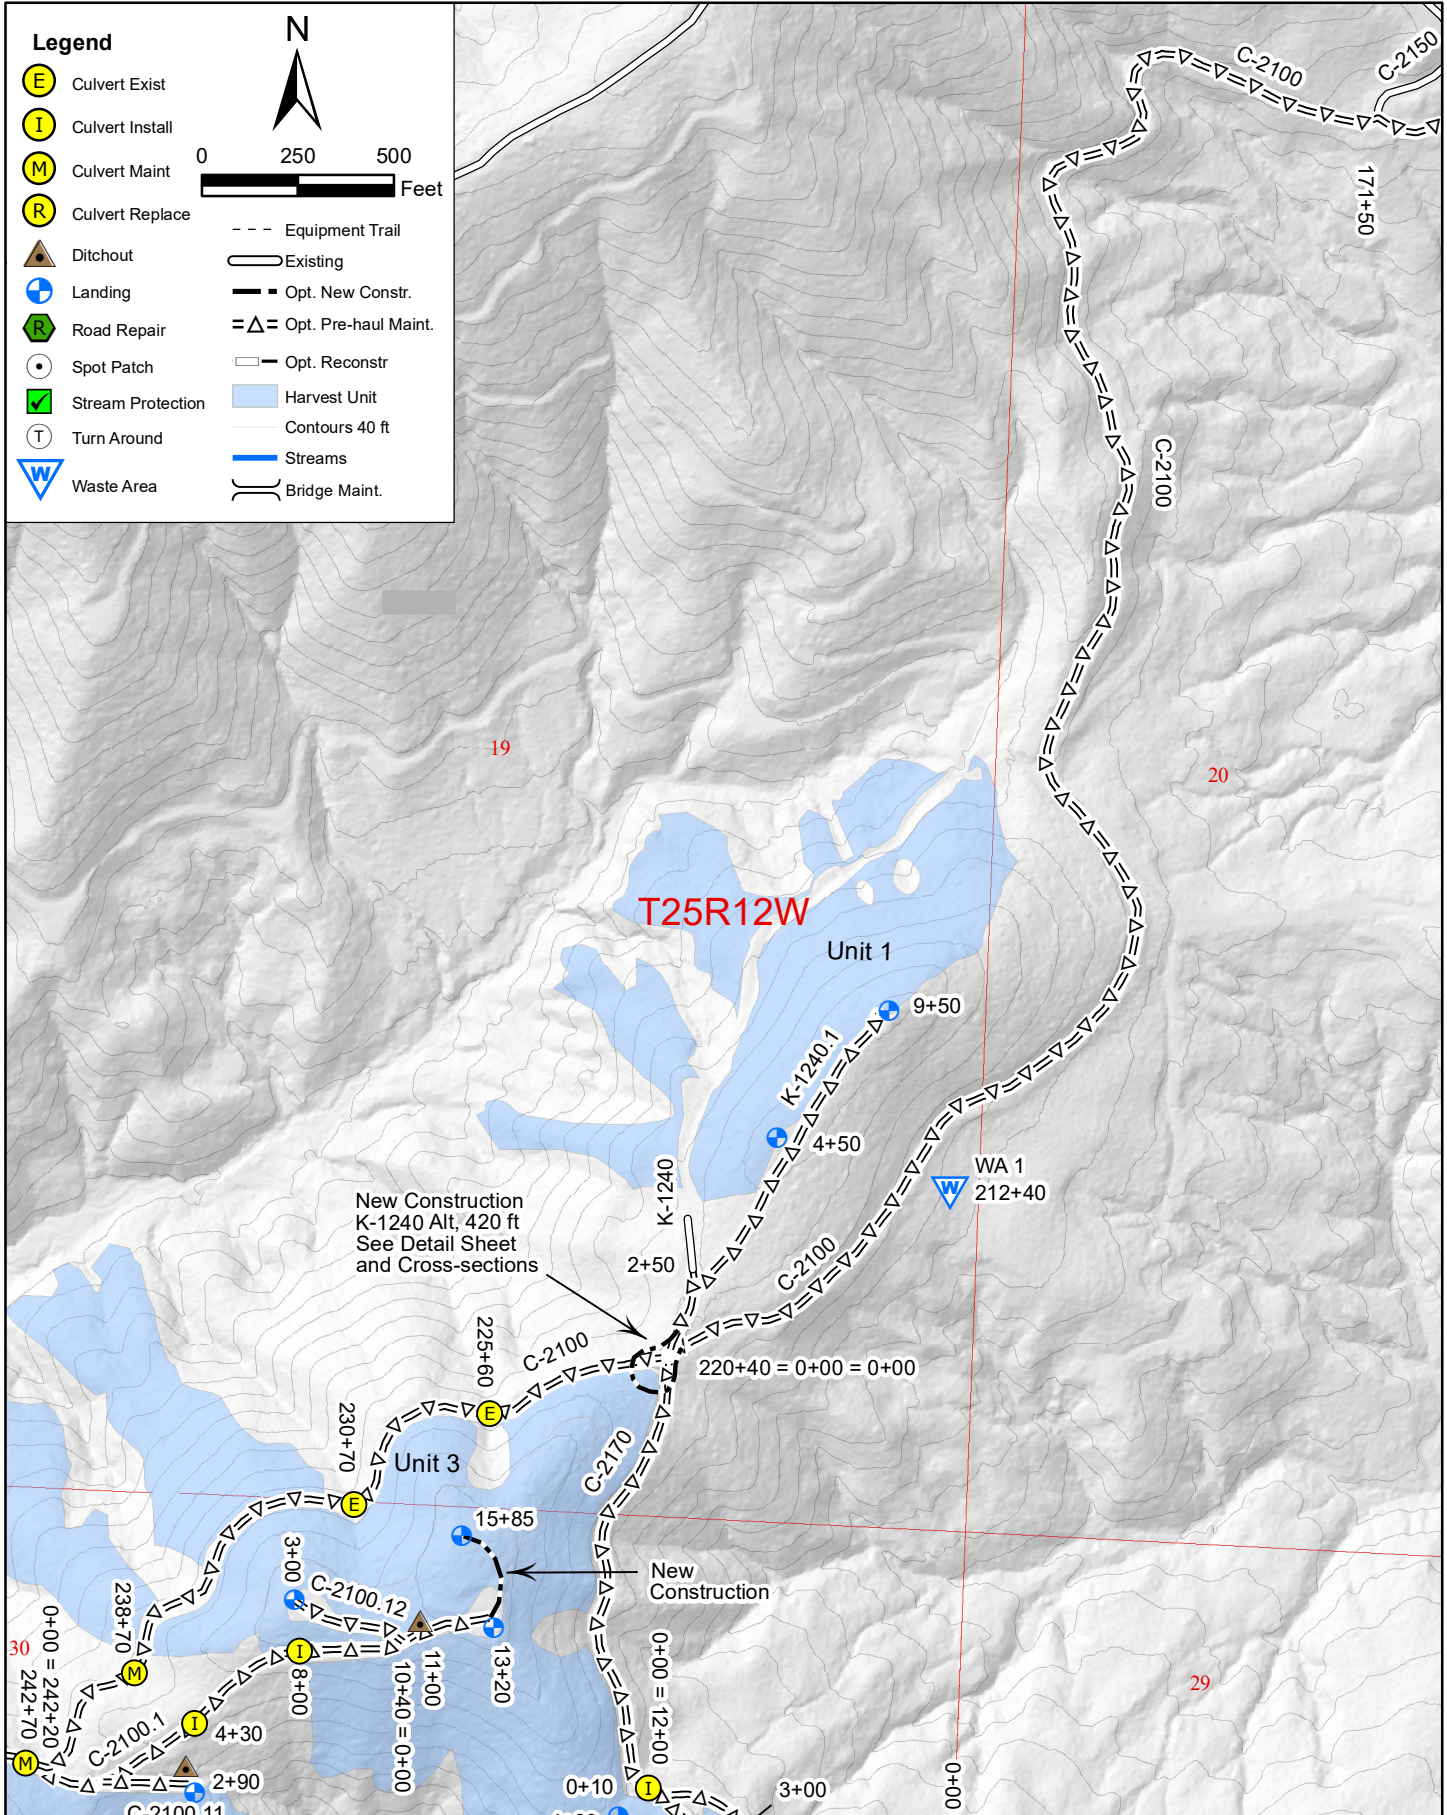 Legend
E Culvert Exist
I Culvert Install
M Culvert Maint
R Culvert Replace
Ditchout
Landing
R Road Repair
Spot Patch
Stream Protection
T Turn Around
W Waste Area
N
0 250 500
Feet
Equipment Trail
Existing
Opt. New Constr.
Opt. Pre-haul Maint.
Opt. Reconstr
Harvest Unit
Contours 40 ft
Streams
Bridge Maint.
C-2100
C-2150
171+50
C-2100
19
20
T25R12W
Unit 1
9+50
K-1240.1
4+50
WA 1
W 212+40
K-1240
New Construction
K-1240 Alt, 420 ft
See Detail Sheet
and Cross-sections
2+50
C-2100
225+60
C-2100
220+40 = 0+00 = 0+00
E
230+70
Unit 3
C-2170
E
15+85
3+00
New
Construction
C-2100.12
238+70
0+00 = 242+20
242+70
30
M
I
8+00
10+40 = 0+00
11+00
13+20
0+00 = 12+00
29
I
4+30
C-2100.1
M
2+90
C-2100.11
0+10
I
3+00
0+00